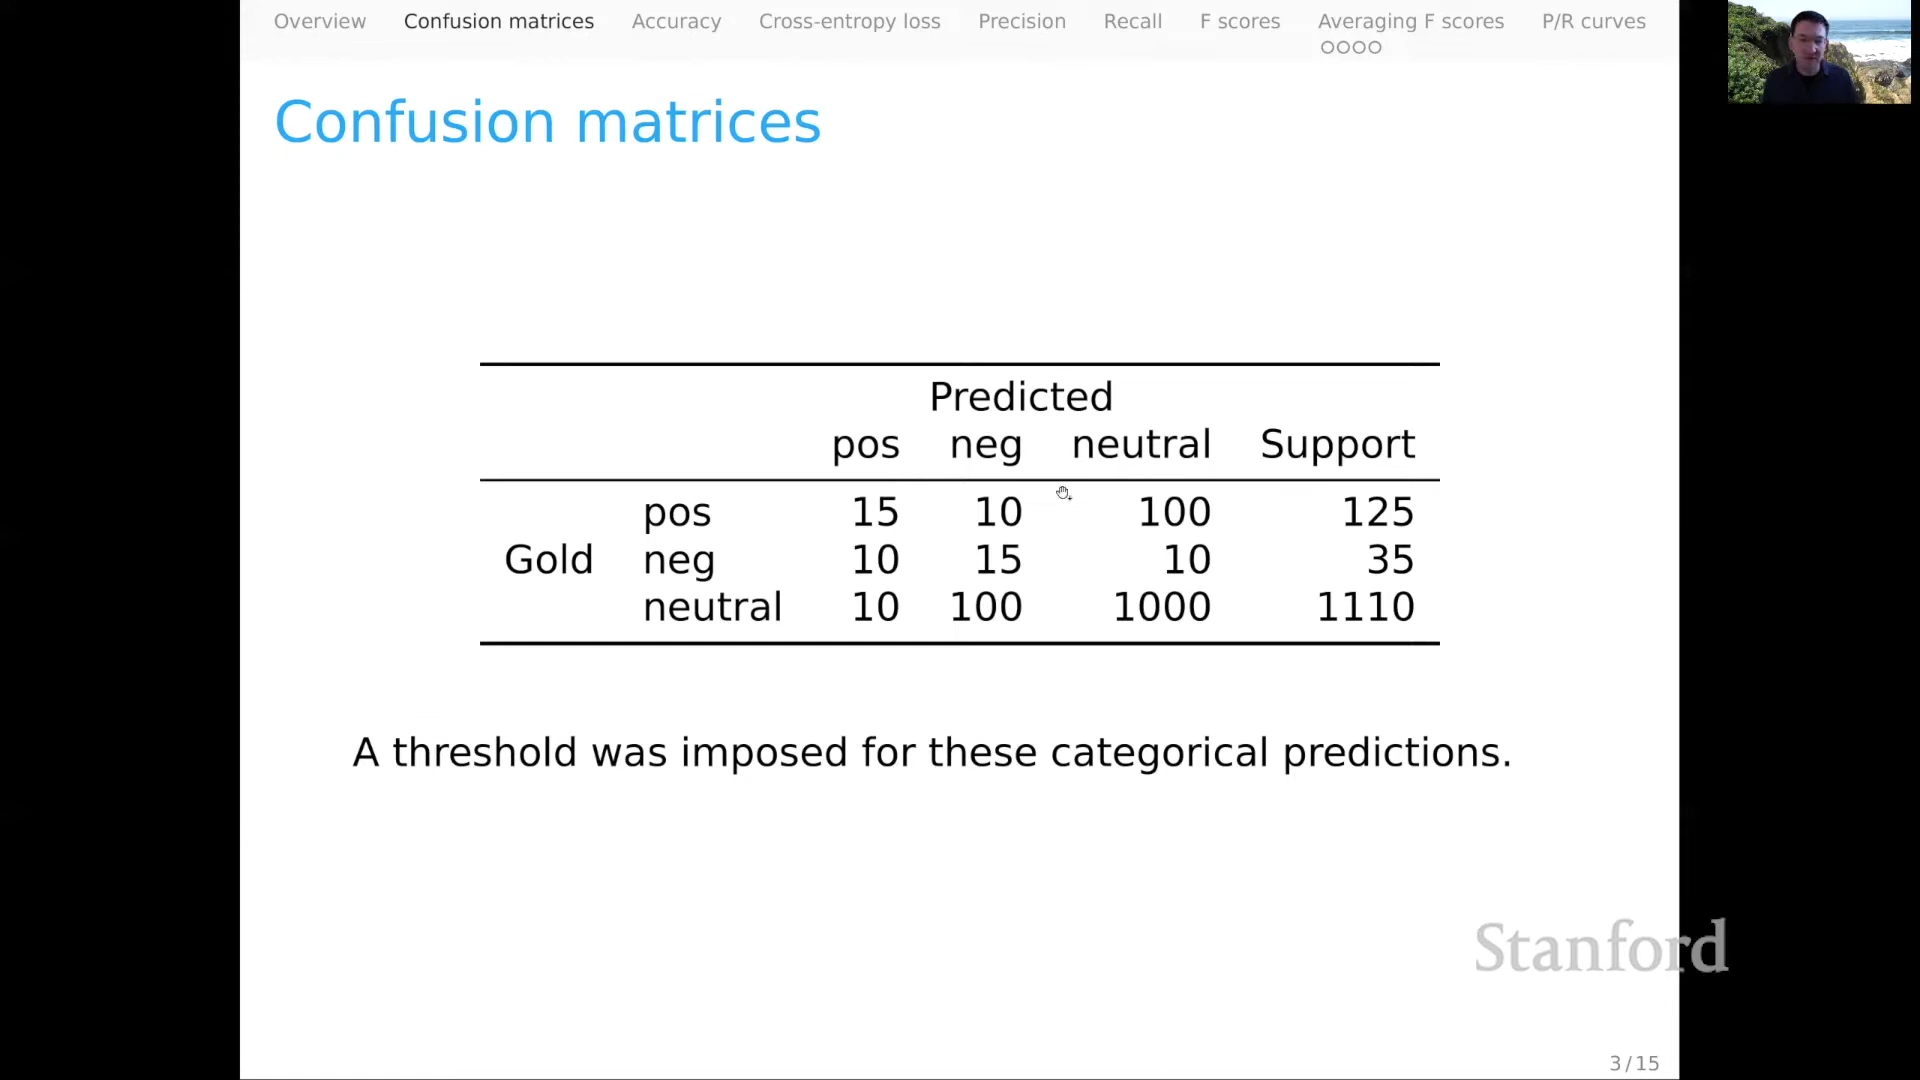 Overview Confusion matrices Accuracy Cross-entropy loss Precision Recall F scores Averaging F scores P/R curves
Confusion matrices
Predicted
pos neg neutral Support
pos 15 10 100 125
Gold neg 10 15 10 35
neutral 10 100 1000 1110
A threshold was imposed for these categorical predictions.
Stanford
3/15